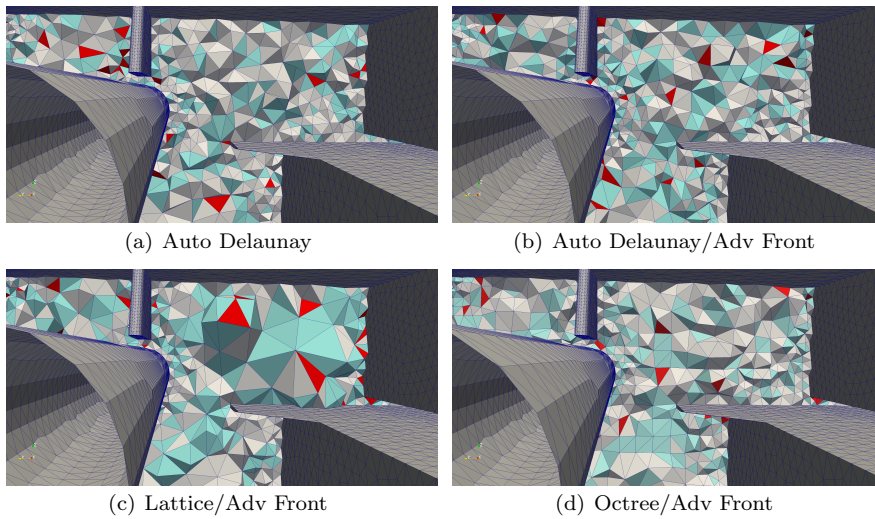 (a) Auto Delaunay
(b) Auto Delaunay/Adv Front
(c) Lattice/Adv Front
(d) Octree/Adv Front